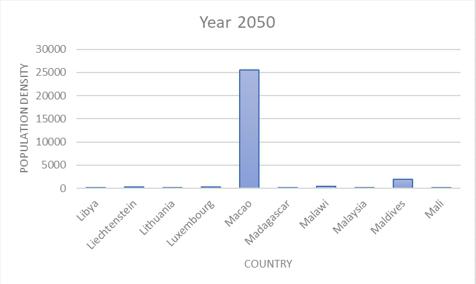 Year 2050
POPULATION DENSITY
30000
25000
20000
15000
10000
5000
0
Libya
Liechtenstein
Lithuania
Luxembourg
Macao
Madagascar
Malawi
Malaysia
Maldives
Mali
COUNTRY